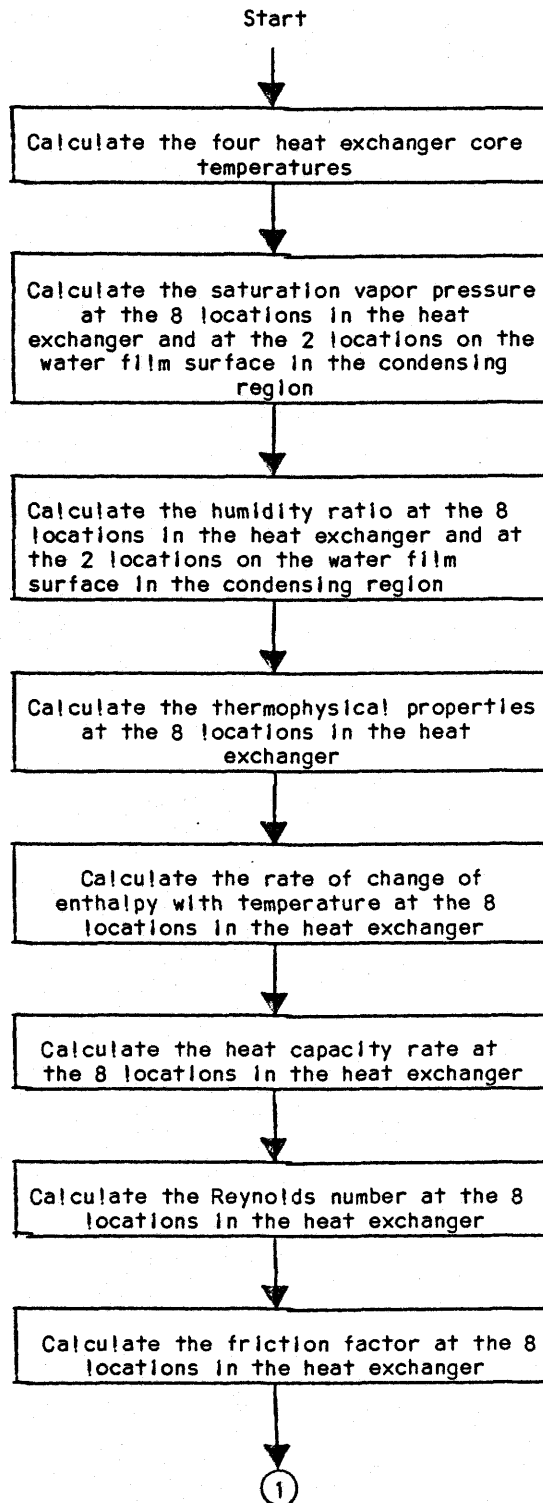 Start
Calculate the four heat exchanger core
temperatures
Calculate the saturation vapor pressure
at the 8 locations in the heat
exchanger and at the 2 locations on the
water film surface in the condensing
region
Calculate the humidity ratio at the 8
locations in the heat exchanger and at
the 2 locations on the water film
surface in the condensing region
Calculate the thermophysical properties
at the 8 locations in the heat
exchanger
Calculate the rate of change of
enthalpy with temperature at the 8
locations in the heat exchanger
Calculate the heat capacity rate at
the 8 locations in the heat exchanger
Calculate the Reynolds number at the 8
locations in the heat exchanger
Calculate the friction factor at the 8
locations in the heat exchanger
1